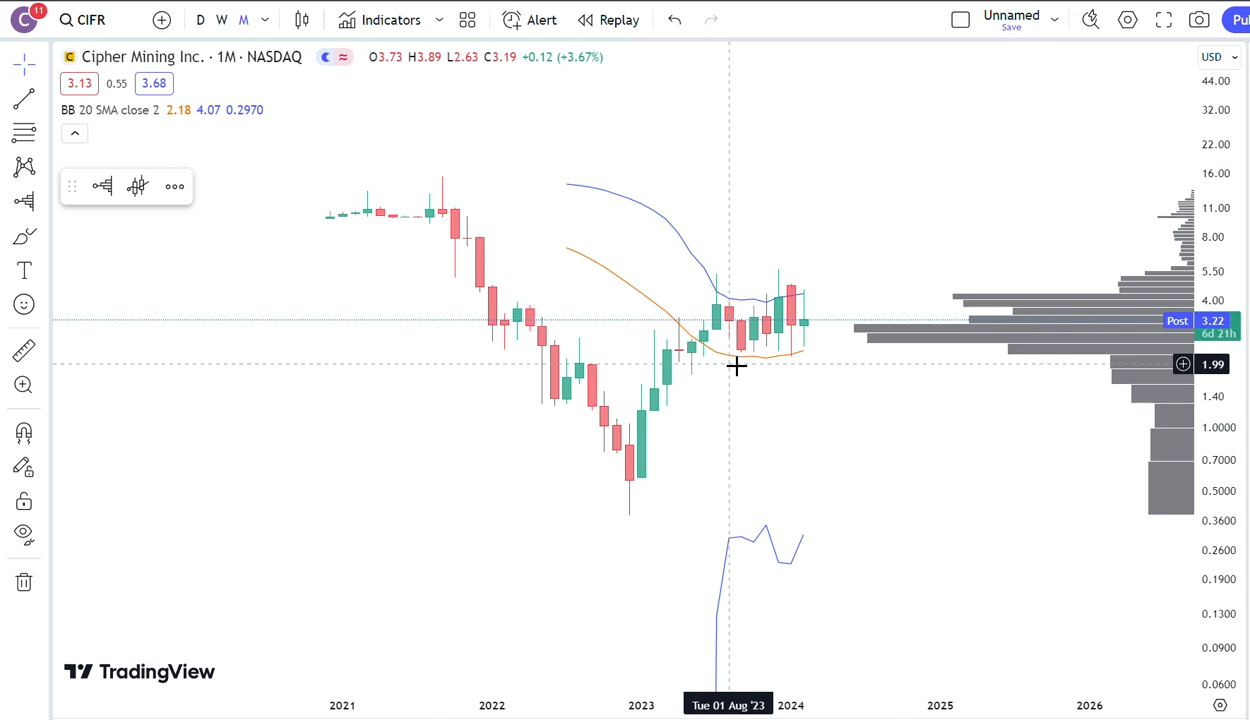 C 11 CIFR D W M Indicators Alert Replay Unnamed Save Pu
C Cipher Mining Inc. · 1M · NASDAQ ≈ O3.73 H3.89 L2.63 C3.19 +0.12 (+3.67%) USD
3.13 0.55 3.68
BB 20 SMA close 2 2.18 4.07 0.2970
44.00
32.00
22.00
16.00
11.00
8.00
5.50
4.00
Post 3.22
6d 21h
1.99
1.40
1.0000
0.7000
0.5000
0.3600
0.2600
0.1900
0.1300
0.0900
0.0600
T
TradingView
2021 2022 2023 Tue 01 Aug '23 2024 2025 2026